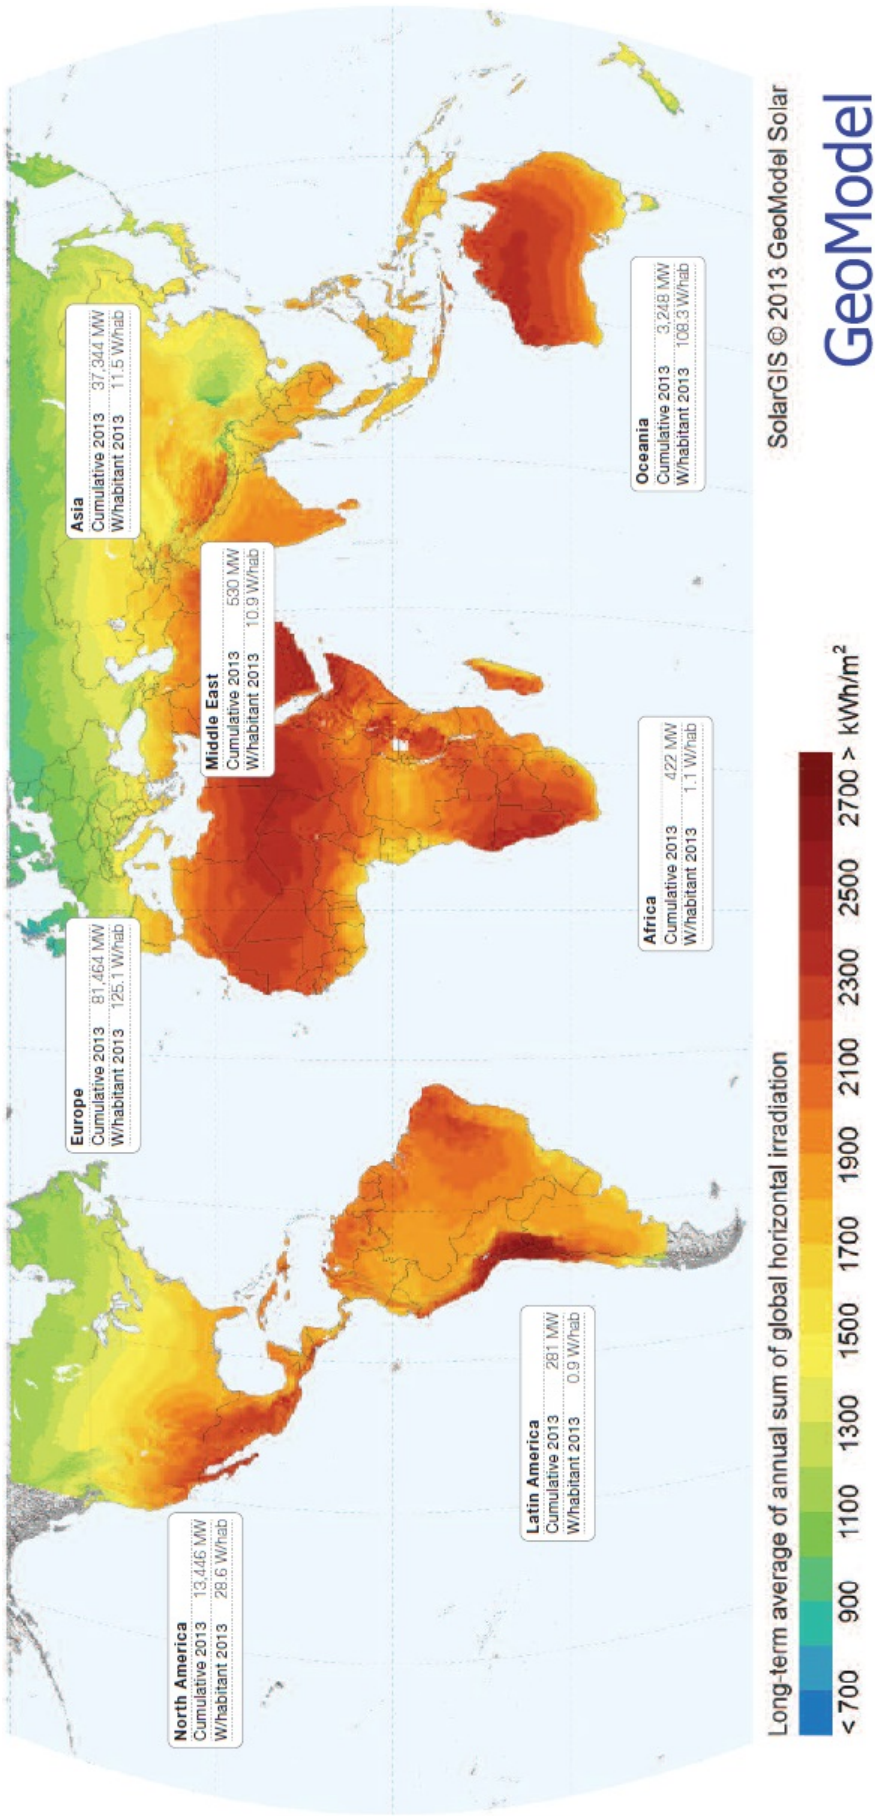 North America
Cumulative 2013 13,446 MW
W/habitant 2013 28.6 W/hab
Europe
Cumulative 2013 81,464 MW
W/habitant 2013 125.1 W/hab
Asia
Cumulative 2013 37,344 MW
W/habitant 2013 11.5 W/hab
Middle East
Cumulative 2013 530 MW
W/habitant 2013 10.9 W/hab
Latin America
Cumulative 2013 281 MW
W/habitant 2013 0.9 W/hab
Africa
Cumulative 2013 422 MW
W/habitant 2013 1.1 W/hab
Oceania
Cumulative 2013 3,248 MW
W/habitant 2013 108.3 W/hab
Long-term average of annual sum of global horizontal irradiation
SolarGIS © 2013 GeoModel Solar
< 700 900 1100 1300 1500 1700 1900 2100 2300 2500 2700 > kWh/m²
GeoModel